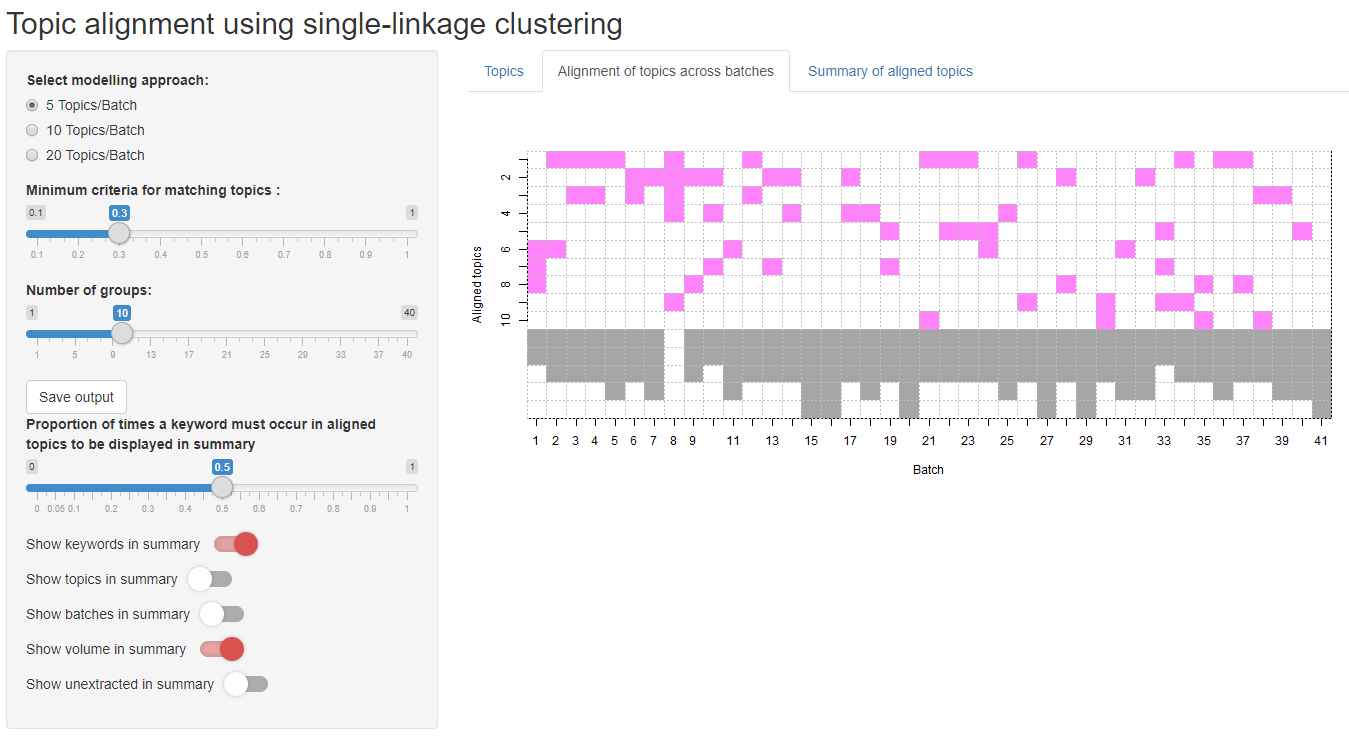 Topic alignment using single-linkage clustering
Select modelling approach:
5 Topics/Batch
10 Topics/Batch
20 Topics/Batch
Minimum criteria for matching topics :
0.1 0.3 1
0.1 0.2 0.3 0.4 0.5 0.6 0.7 0.8 0.9 1
Number of groups:
1 10 40
1 5 9 13 17 21 25 29 33 37 40
Save output
Proportion of times a keyword must occur in aligned
topics to be displayed in summary
0 0.5 1
0 0.05 0.1 0.2 0.3 0.4 0.5 0.6 0.7 0.8 0.9 1
Show keywords in summary
Show topics in summary
Show batches in summary
Show volume in summary
Show unextracted in summary
Topics Alignment of topics across batches Summary of aligned topics
Aligned topics
2
4
6
8
10
1 2 3 4 5 6 7 8 9 11 13 15 17 19 21 23 25 27 29 31 33 35 37 39 41
Batch